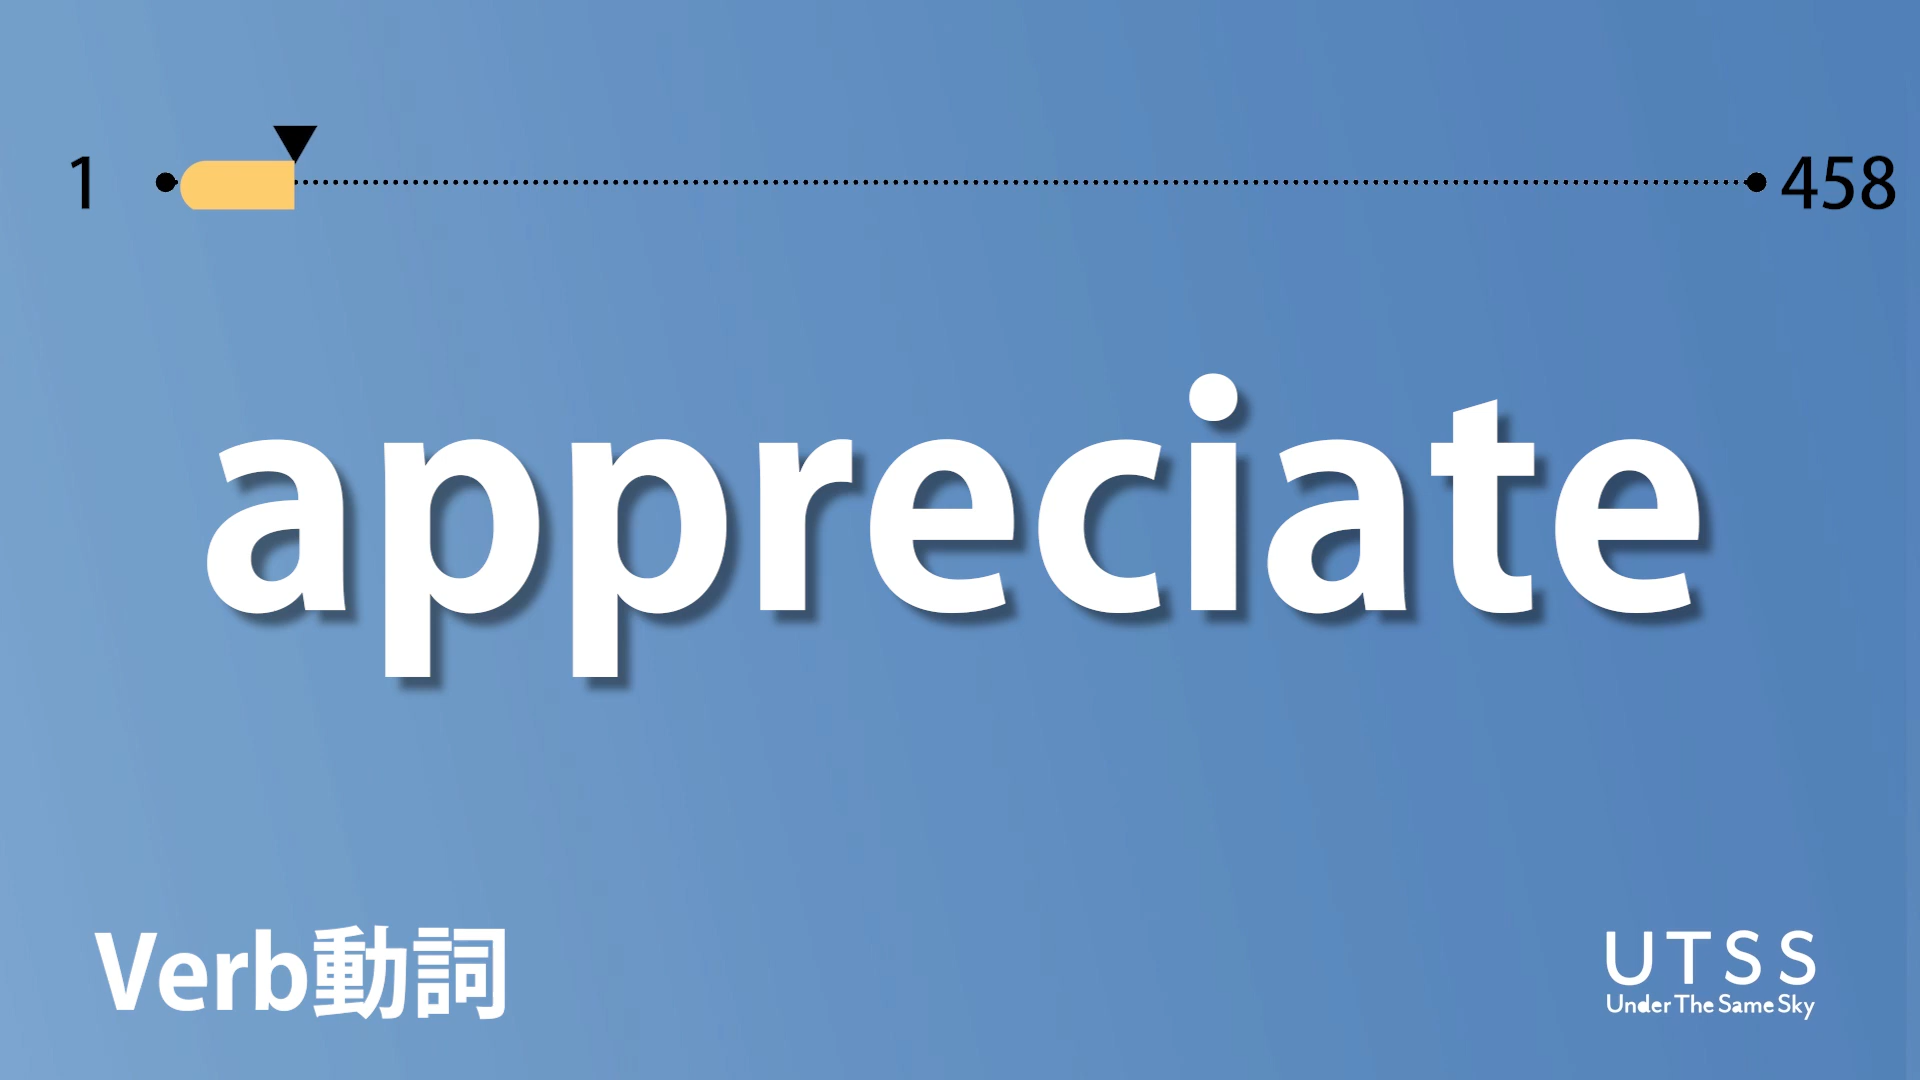 1
458
appreciate
Verb動詞
UTSS
Under The Same Sky